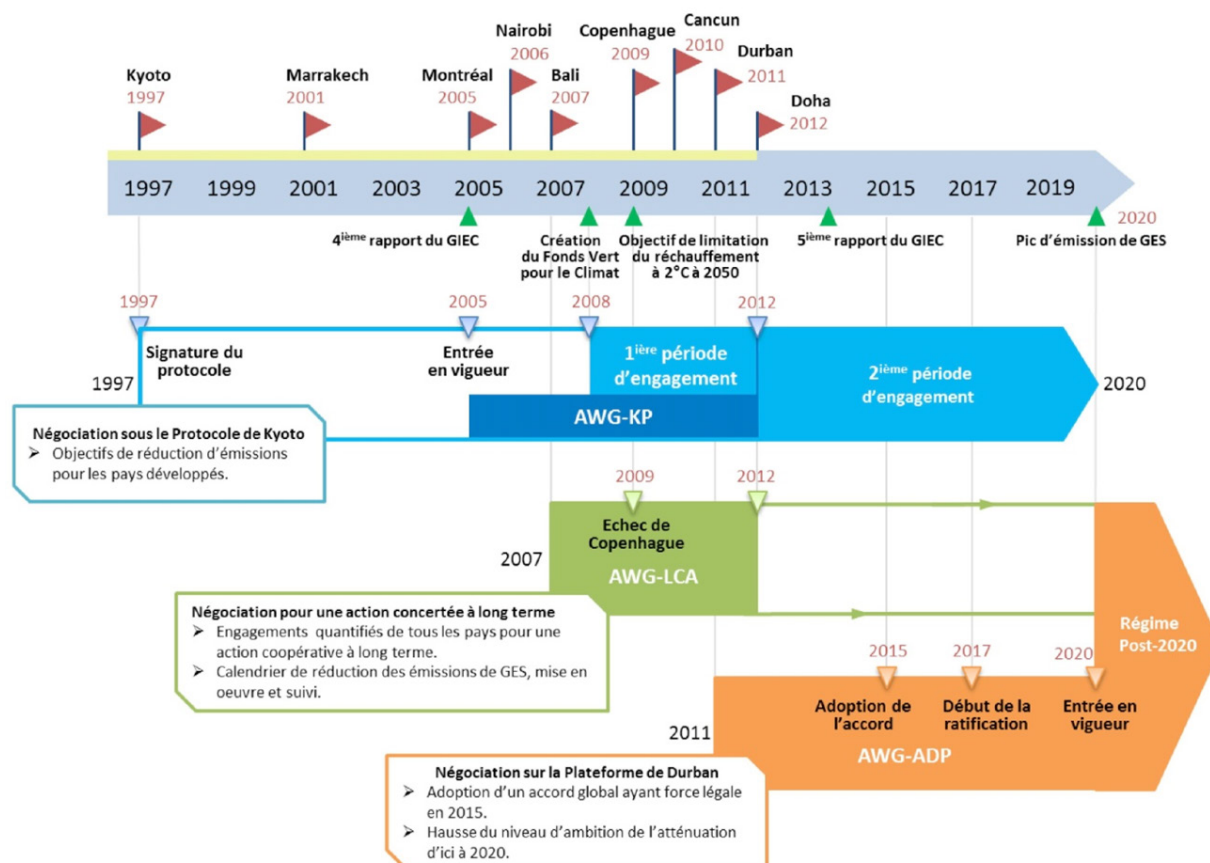 Kyoto
1997
Marrakech
2001
Montréal
2005
Nairobi
2006
Bali
2007
Copenhague
2009
Cancun
2010
Durban
2011
Doha
2012
1997 1999 2001 2003 2005 2007 2009 2011 2013 2015 2017 2019
2020
4ième rapport du GIEC
Création
du Fonds Vert
pour le Climat
Objectif de limitation
du réchauffement
à 2°C à 2050
5ième rapport du GIEC
Pic d'émission de GES
1997
2005
2008
2012
Signature du
protocole
Entrée
en vigueur
1ière période
d'engagement
2ième période
d'engagement
1997
2020
AWG-KP
Négociation sous le Protocole de Kyoto
➢ Objectifs de réduction d'émissions
pour les pays développés.
2009
2012
Echec de
Copenhague
2007
AWG-LCA
Négociation pour une action concertée à long terme
➢ Engagements quantifiés de tous les pays pour une
action coopérative à long terme.
➢ Calendrier de réduction des émissions de GES, mise en
oeuvre et suivi.
Régime
Post-2020
2015
2017
2020
Adoption de
l'accord
Début de la
ratification
Entrée en
vigueur
2011
AWG-ADP
Négociation sur la Plateforme de Durban
➢ Adoption d'un accord global ayant force légale
en 2015.
➢ Hausse du niveau d'ambition de l'atténuation
d'ici à 2020.